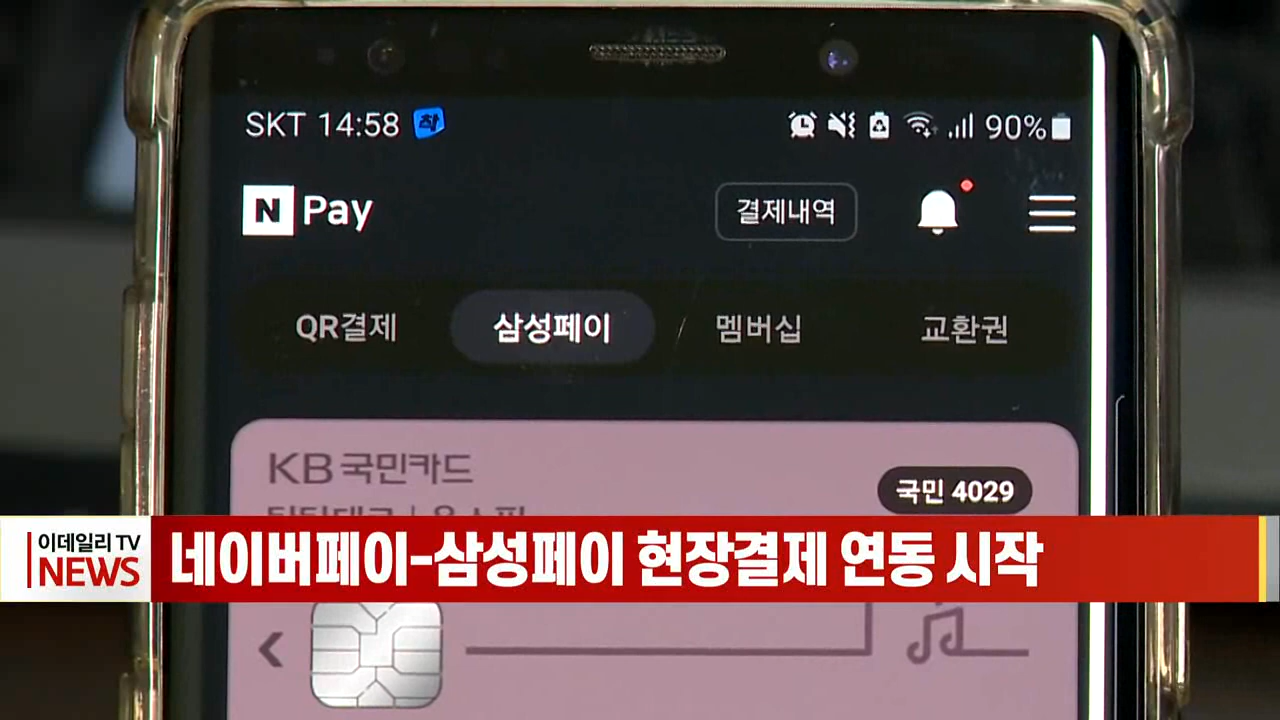 SKT 14:58
90%
N Pay
결제내역
QR결제
삼성페이
멤버십
교환권
KB국민카드
국민 4029
이데일리 TV
NEWS
네이버페이-삼성페이 현장결제 연동 시작